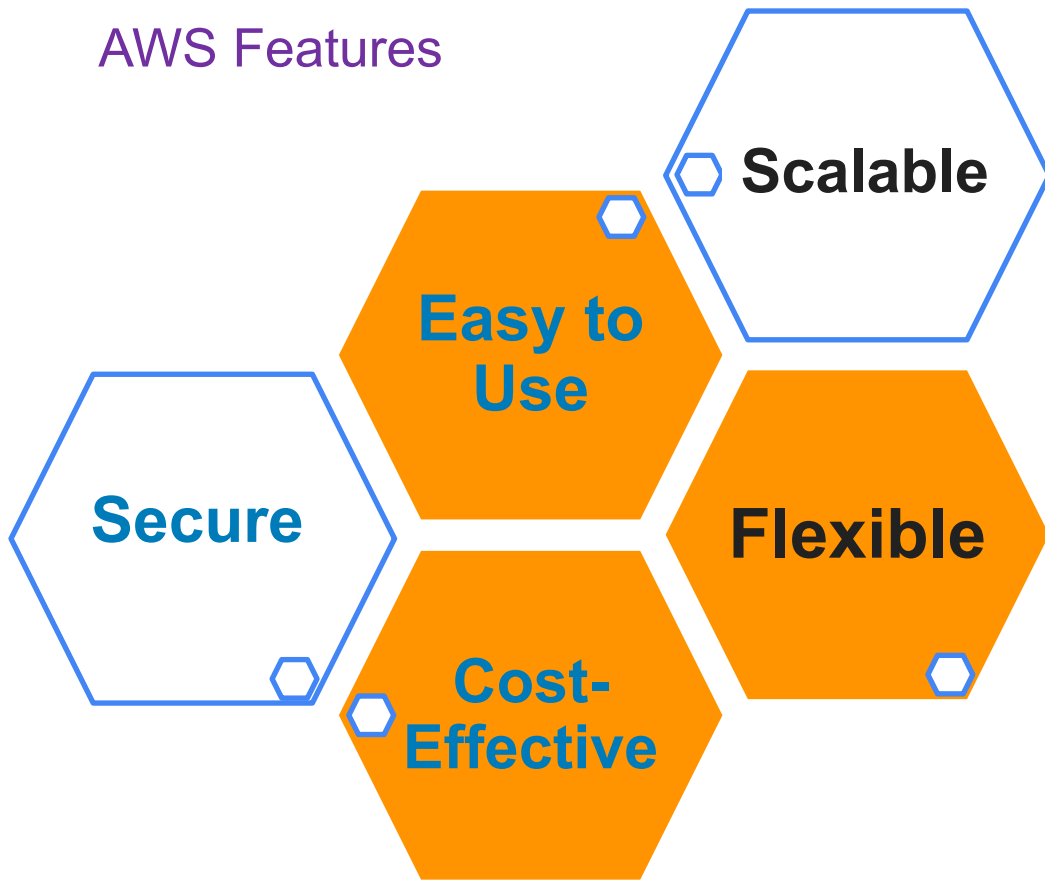 AWS Features
Scalable
Easy to
Use
Secure
Flexible
Cost-
Effective